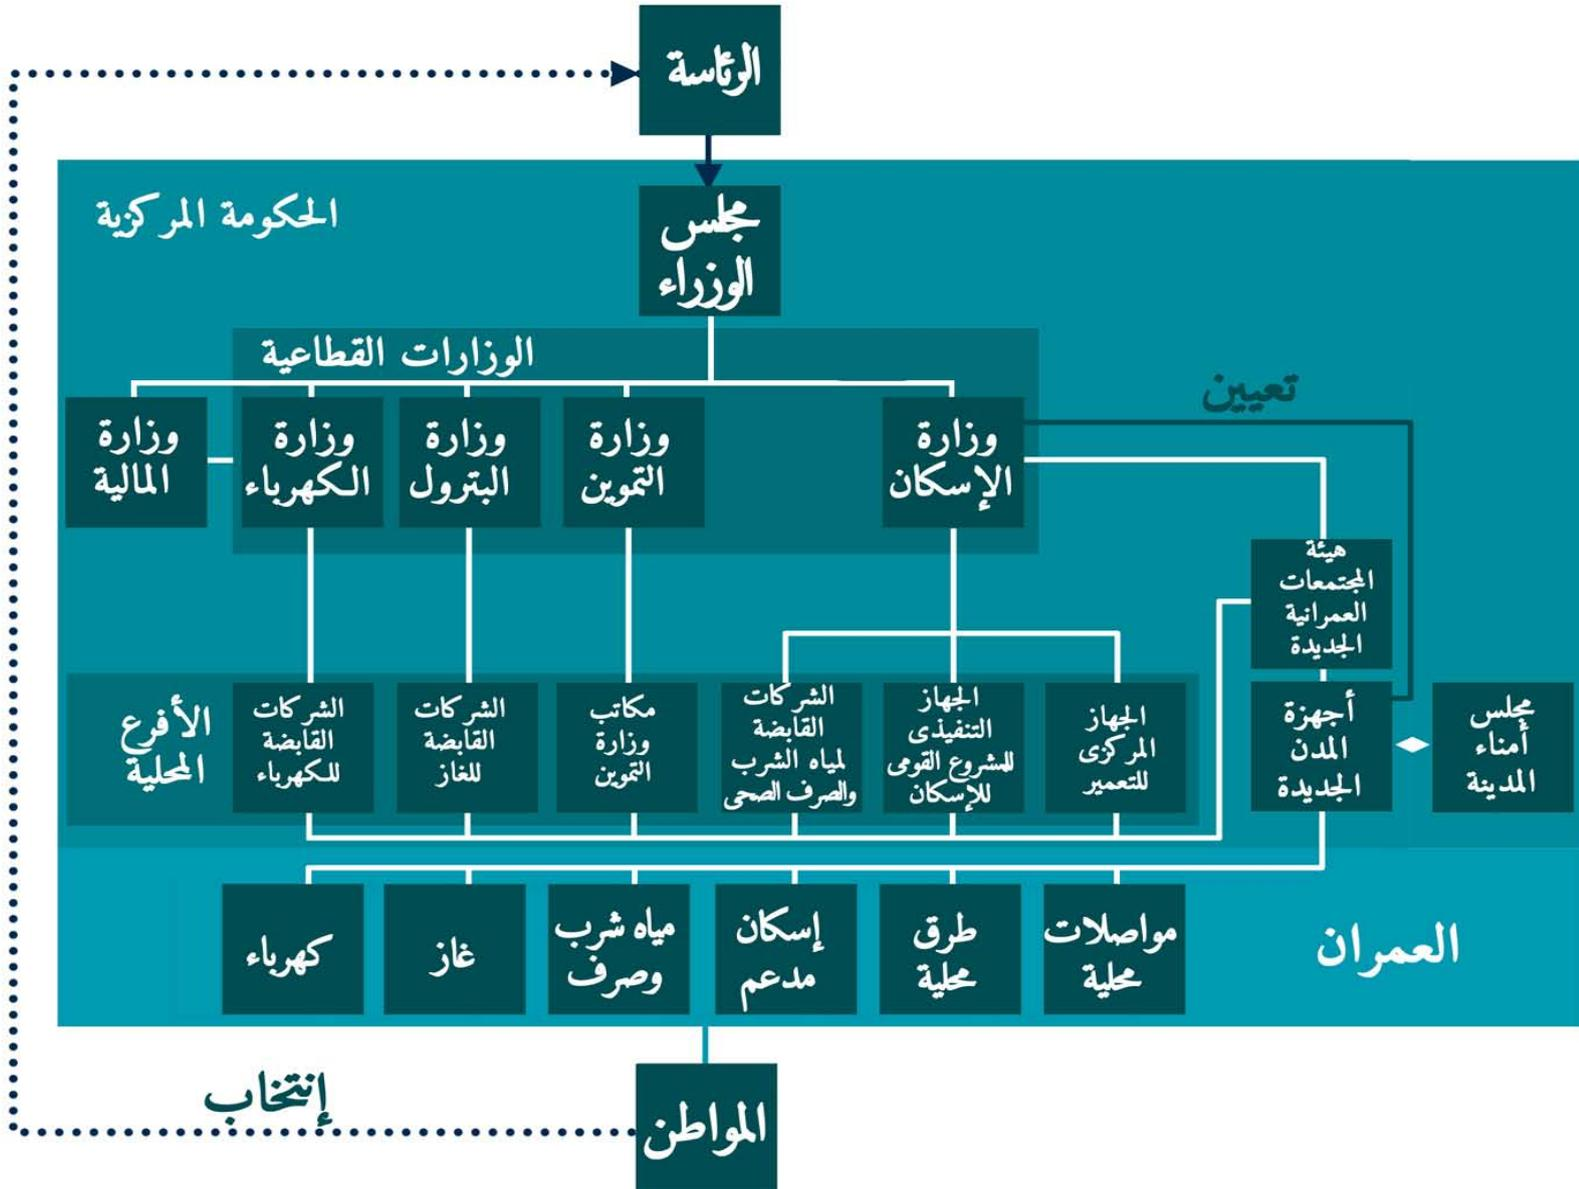 الرئاسة
الحكومة المركزية
مجلس
الوزراء
الوزارات القطاعية
تعيين
وزارة
الإسكان
وزارة
التموين
وزارة
البترول
وزارة
الكهرباء
وزارة
المالية
هيئة
المجتمعات
العمرانية
الجديدة
مجلس
أمناء
المدينة
أجهزة
المدن
الجديدة
الجهاز
المركزى
للتعمير
الجهاز
التنفيذى
للمشروع القومى
للإسكان
الشركات
القابضة
لمياه الشرب
والصرف الصحى
مكاتب
وزارة
التموين
الشركات
القابضة
للغاز
الشركات
القابضة
للكهرباء
الأفرع
المحلية
العمران
مواصلات
محلية
طرق
محلية
إسكان
مدعم
مياه شرب
وصرف
غاز
كهرباء
إنتخاب
المواطن